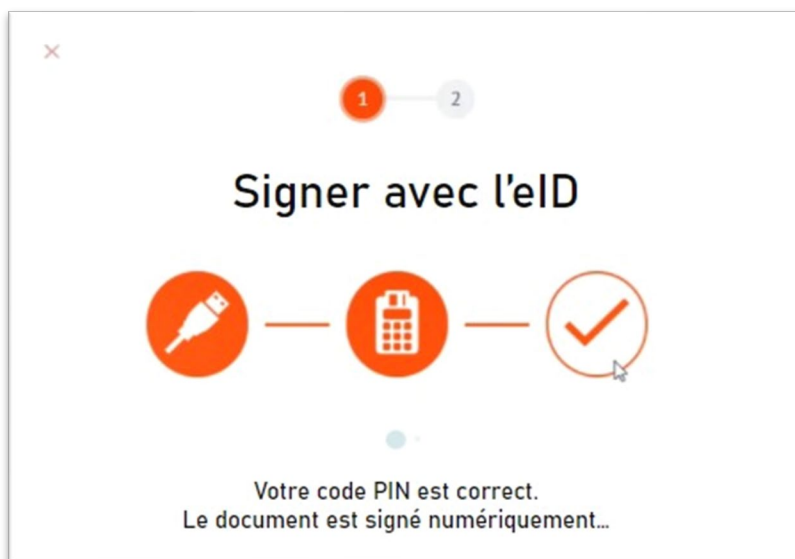 1
2
Signer avec l'eID
Votre code PIN est correct.
Le document est signé numériquement...